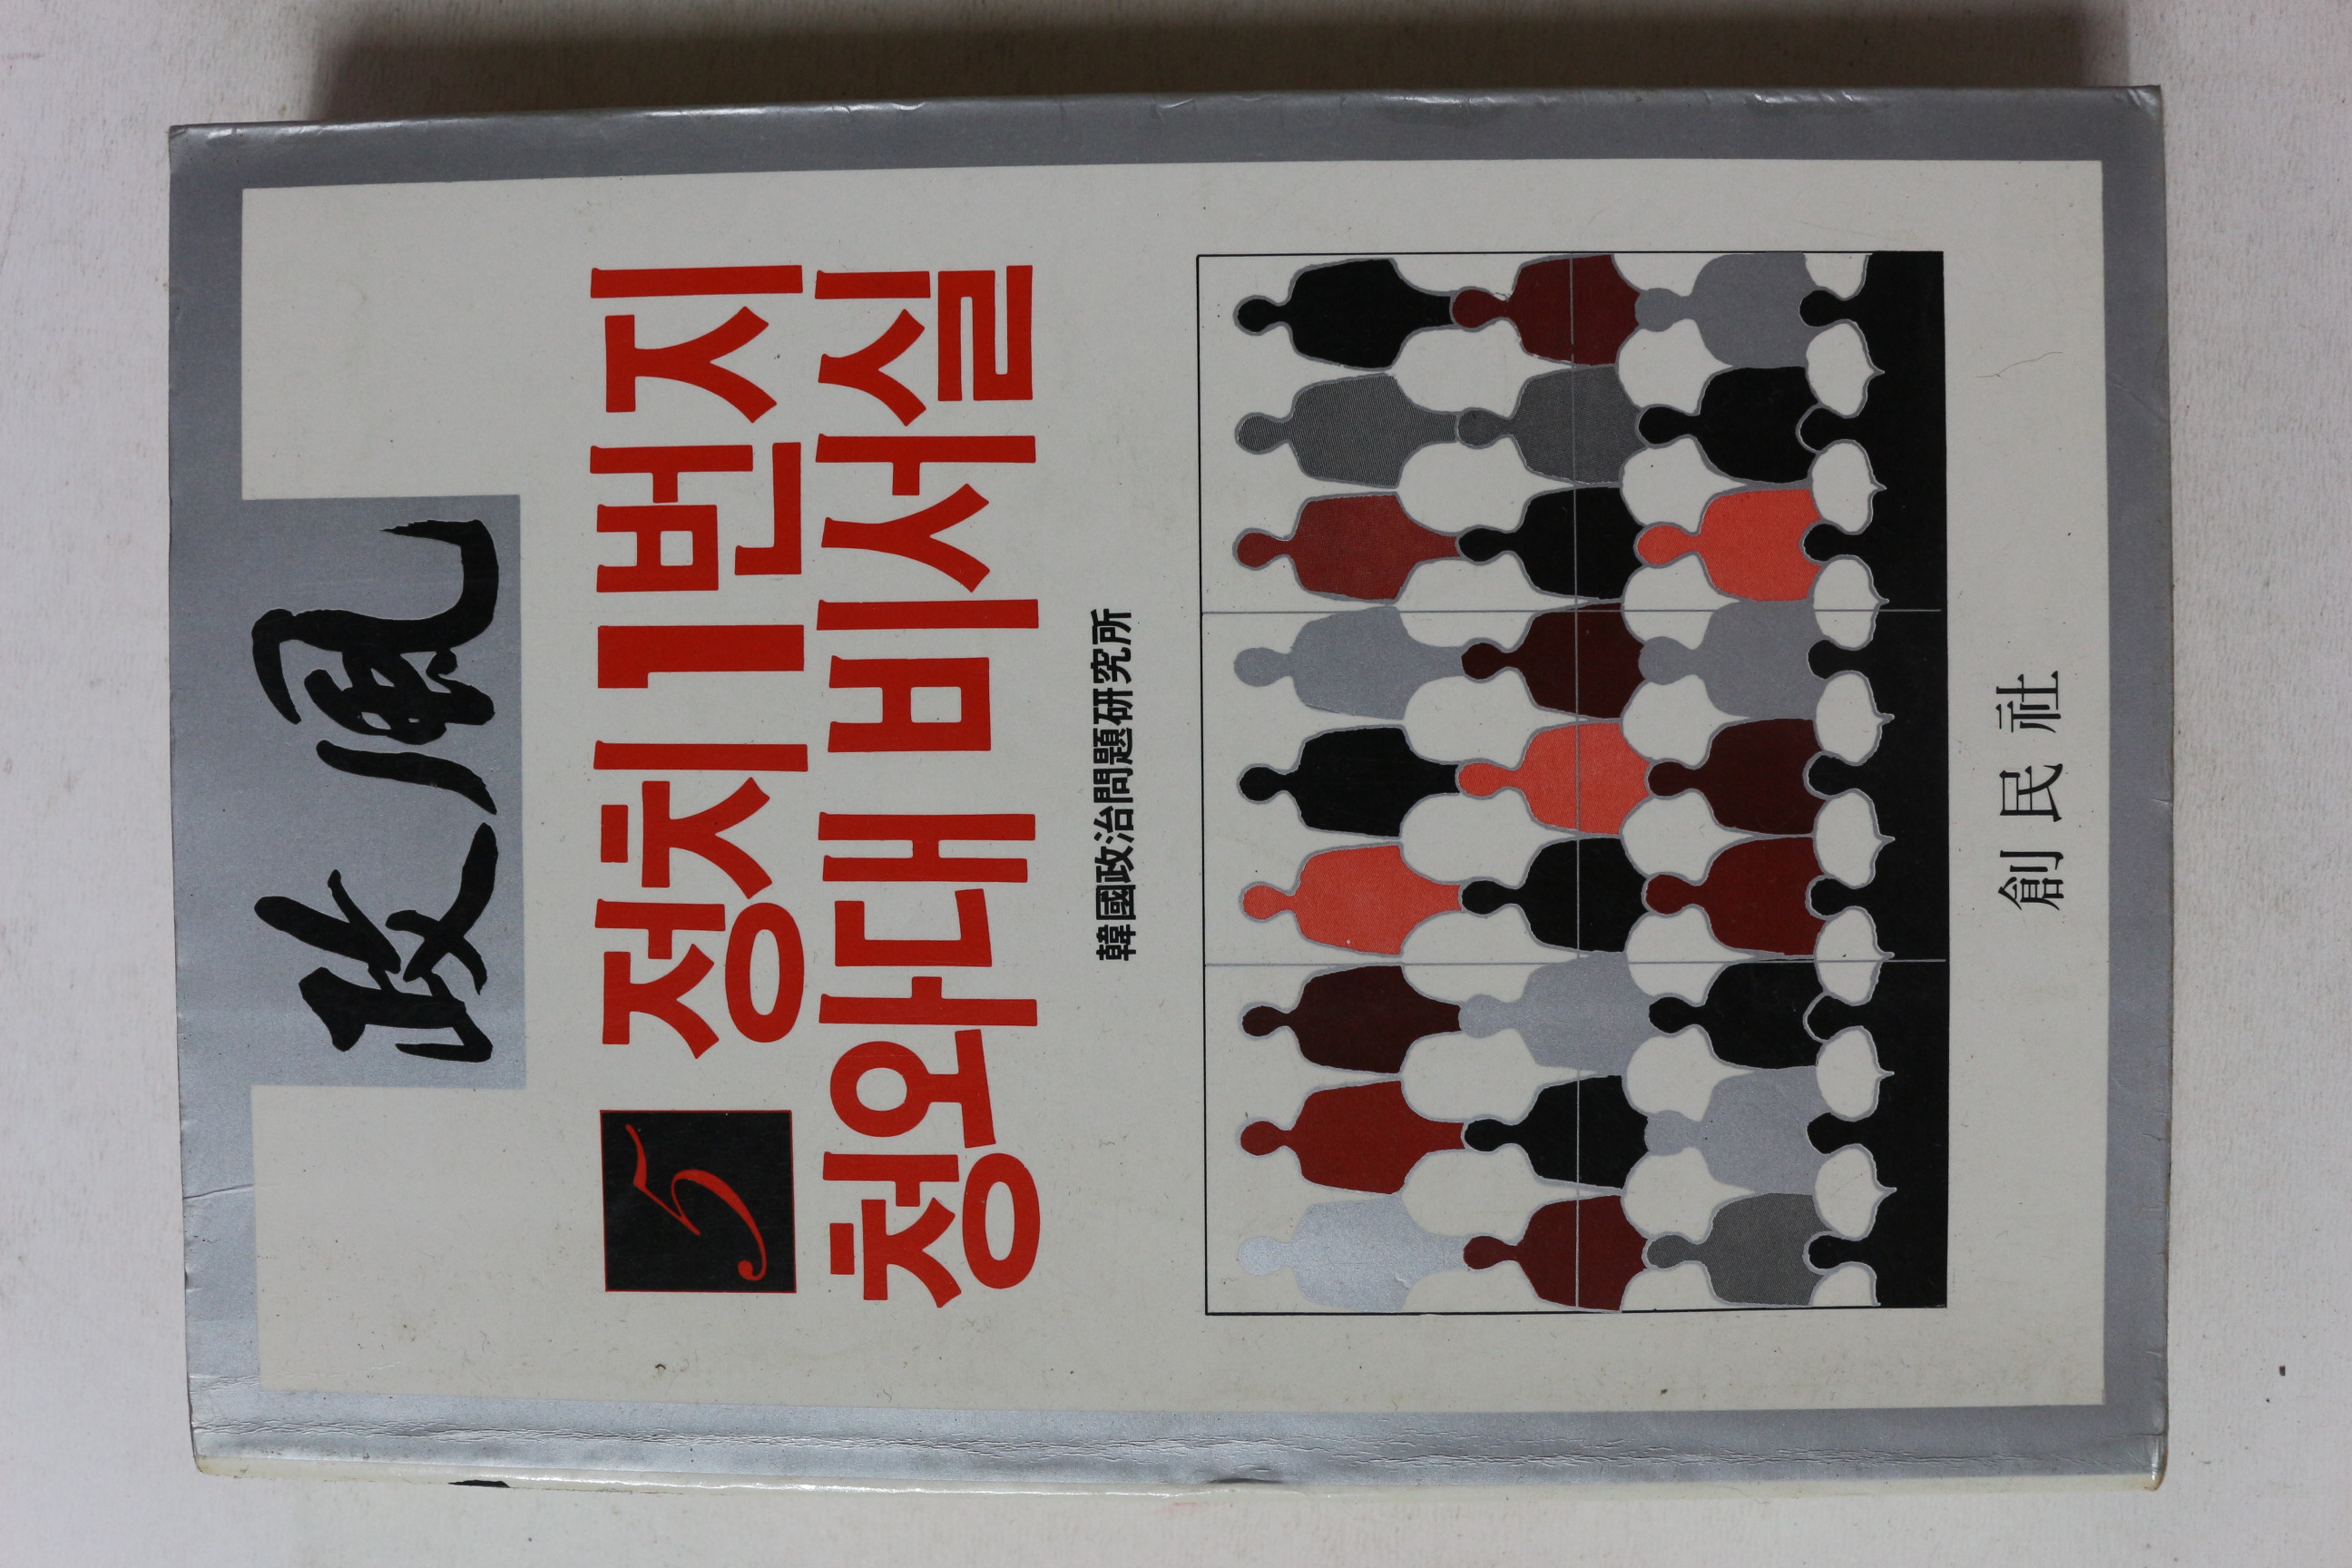 政風
5 정치1번지
청와대 비서실
韓國政治問題硏究所
創民社